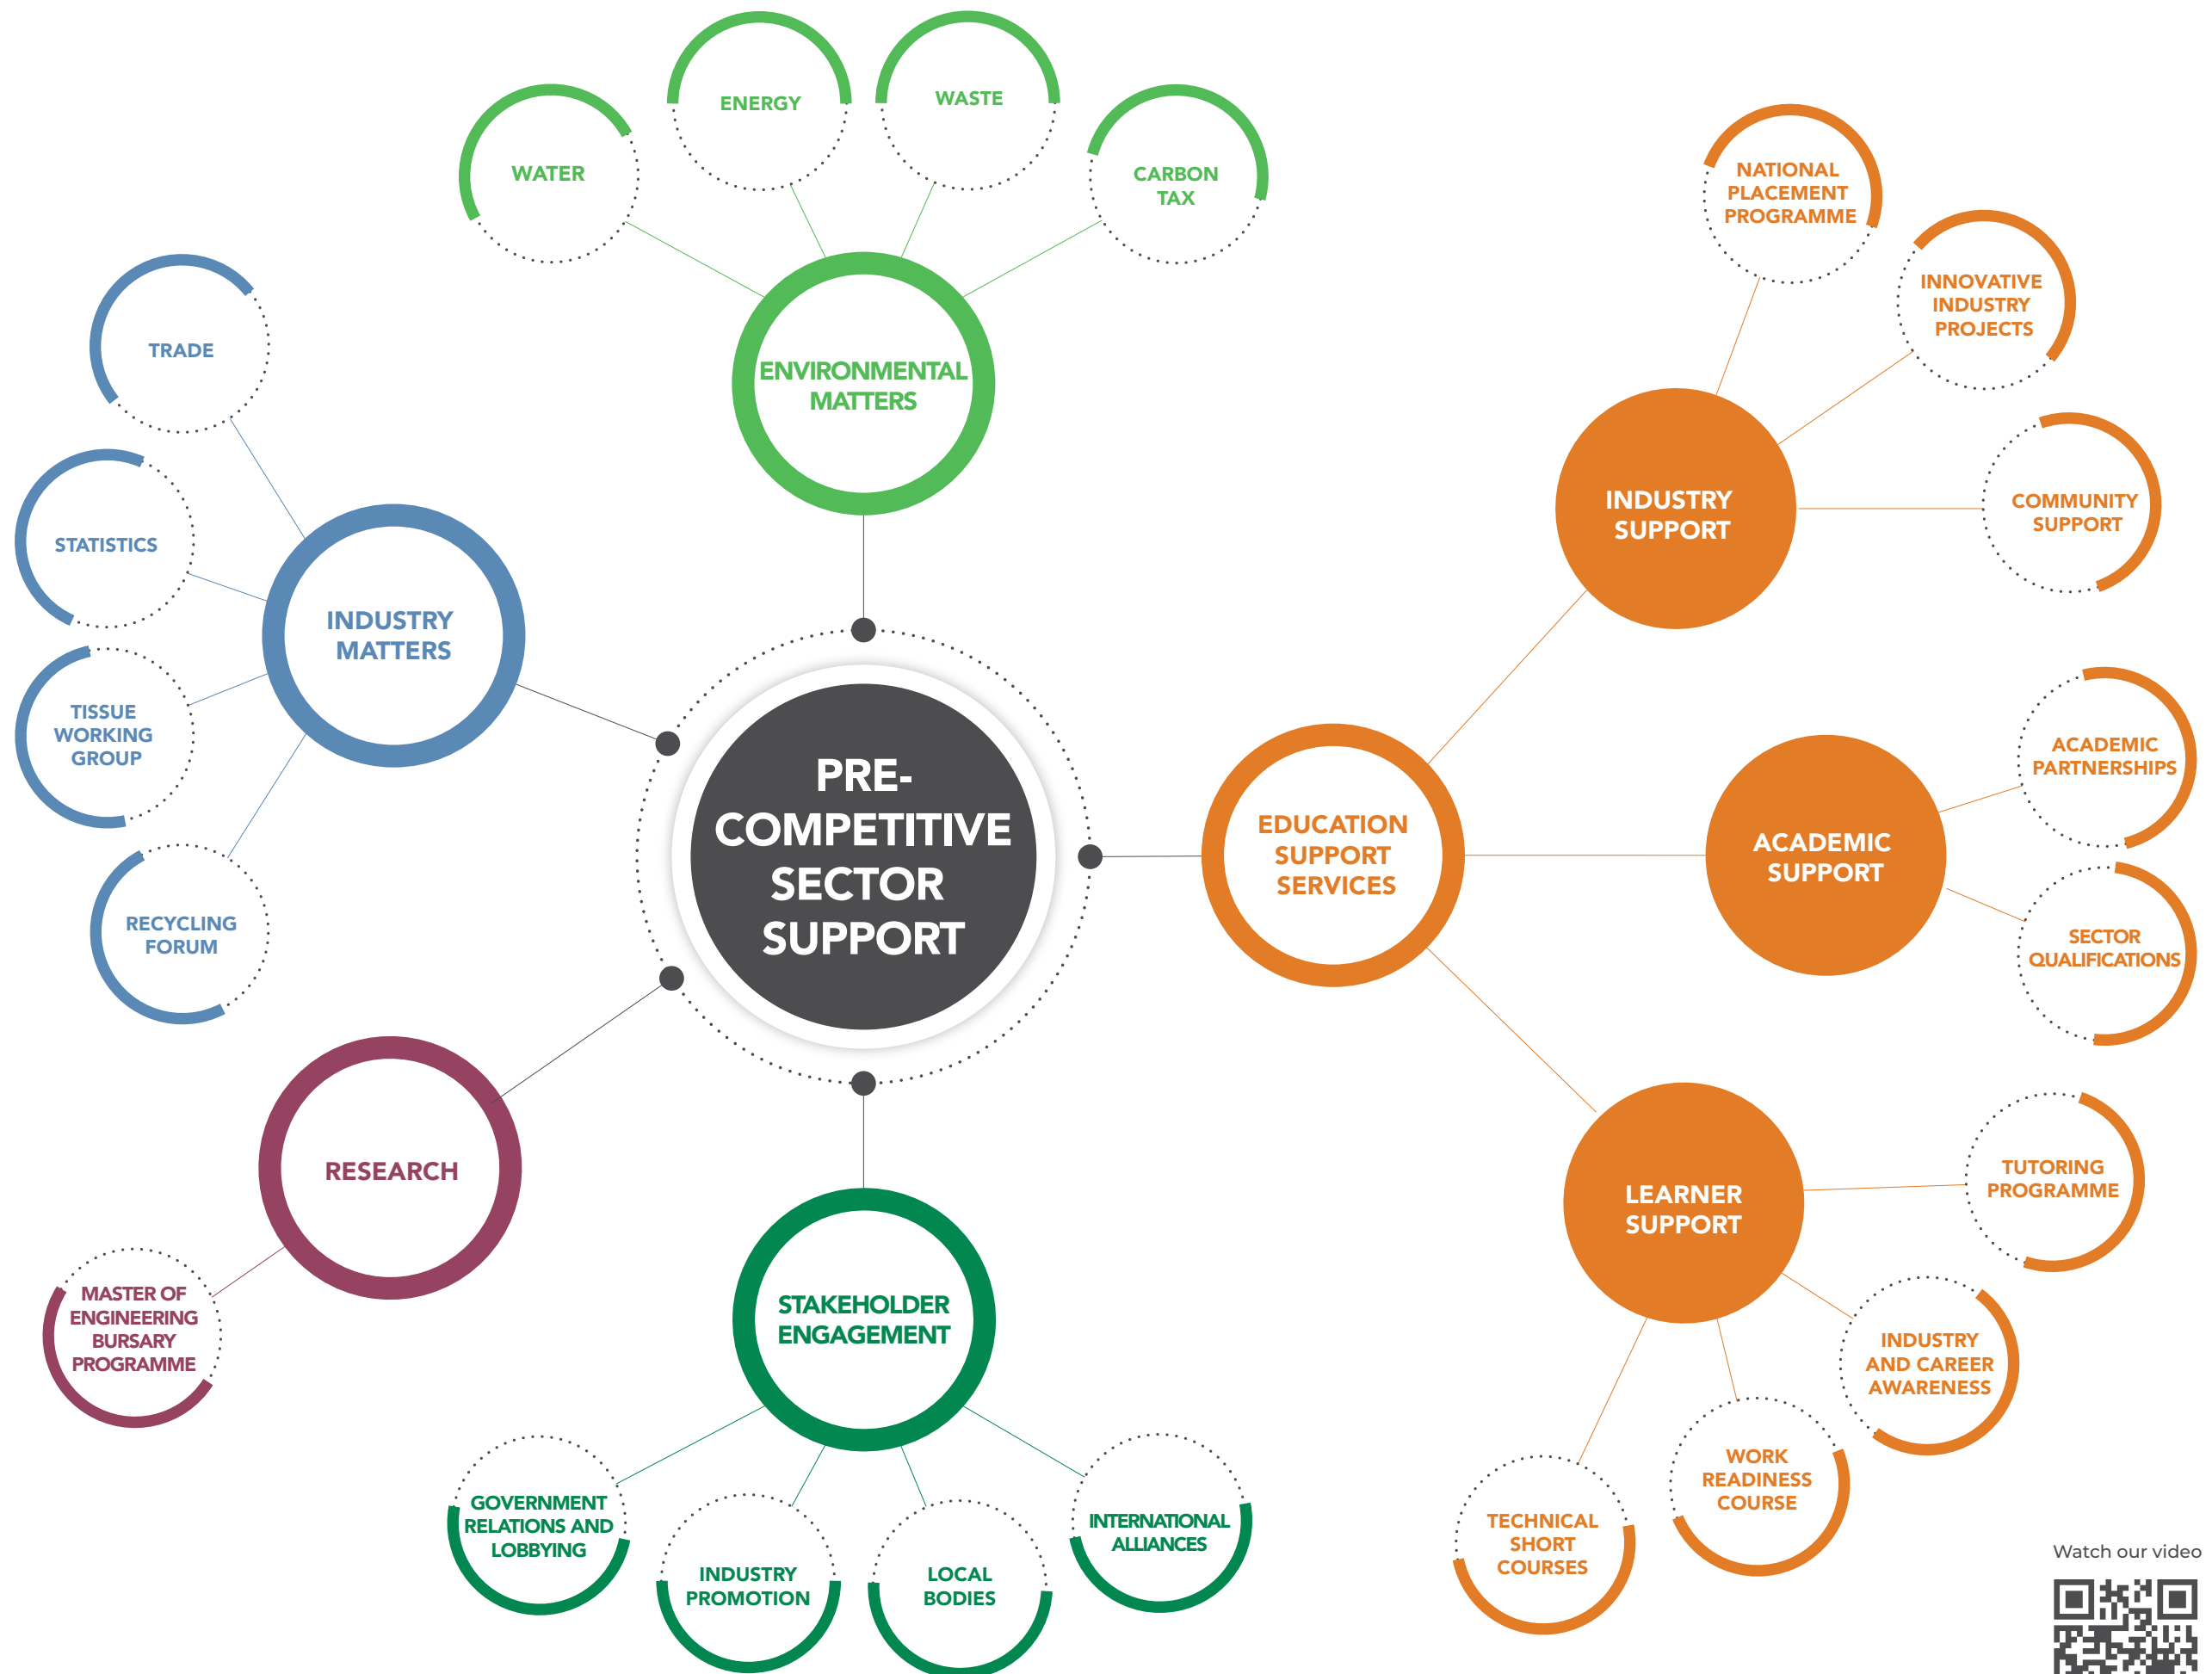 ENERGY
WASTE
WATER
CARBON
TAX
ENVIRONMENTAL
MATTERS
TRADE
STATISTICS
TISSUE
WORKING
GROUP
RECYCLING
FORUM
INDUSTRY
MATTERS
PRE-
COMPETITIVE
SECTOR
SUPPORT
RESEARCH
MASTER OF
ENGINEERING
BURSARY
PROGRAMME
STAKEHOLDER
ENGAGEMENT
GOVERNMENT
RELATIONS AND
LOBBYING
INDUSTRY
PROMOTION
LOCAL
BODIES
INTERNATIONAL
ALLIANCES
EDUCATION
SUPPORT
SERVICES
INDUSTRY
SUPPORT
NATIONAL
PLACEMENT
PROGRAMME
INNOVATIVE
INDUSTRY
PROJECTS
COMMUNITY
SUPPORT
ACADEMIC
SUPPORT
ACADEMIC
PARTNERSHIPS
SECTOR
QUALIFICATIONS
LEARNER
SUPPORT
TUTORING
PROGRAMME
INDUSTRY
AND CAREER
AWARENESS
WORK
READINESS
COURSE
TECHNICAL
SHORT
COURSES
Watch our video